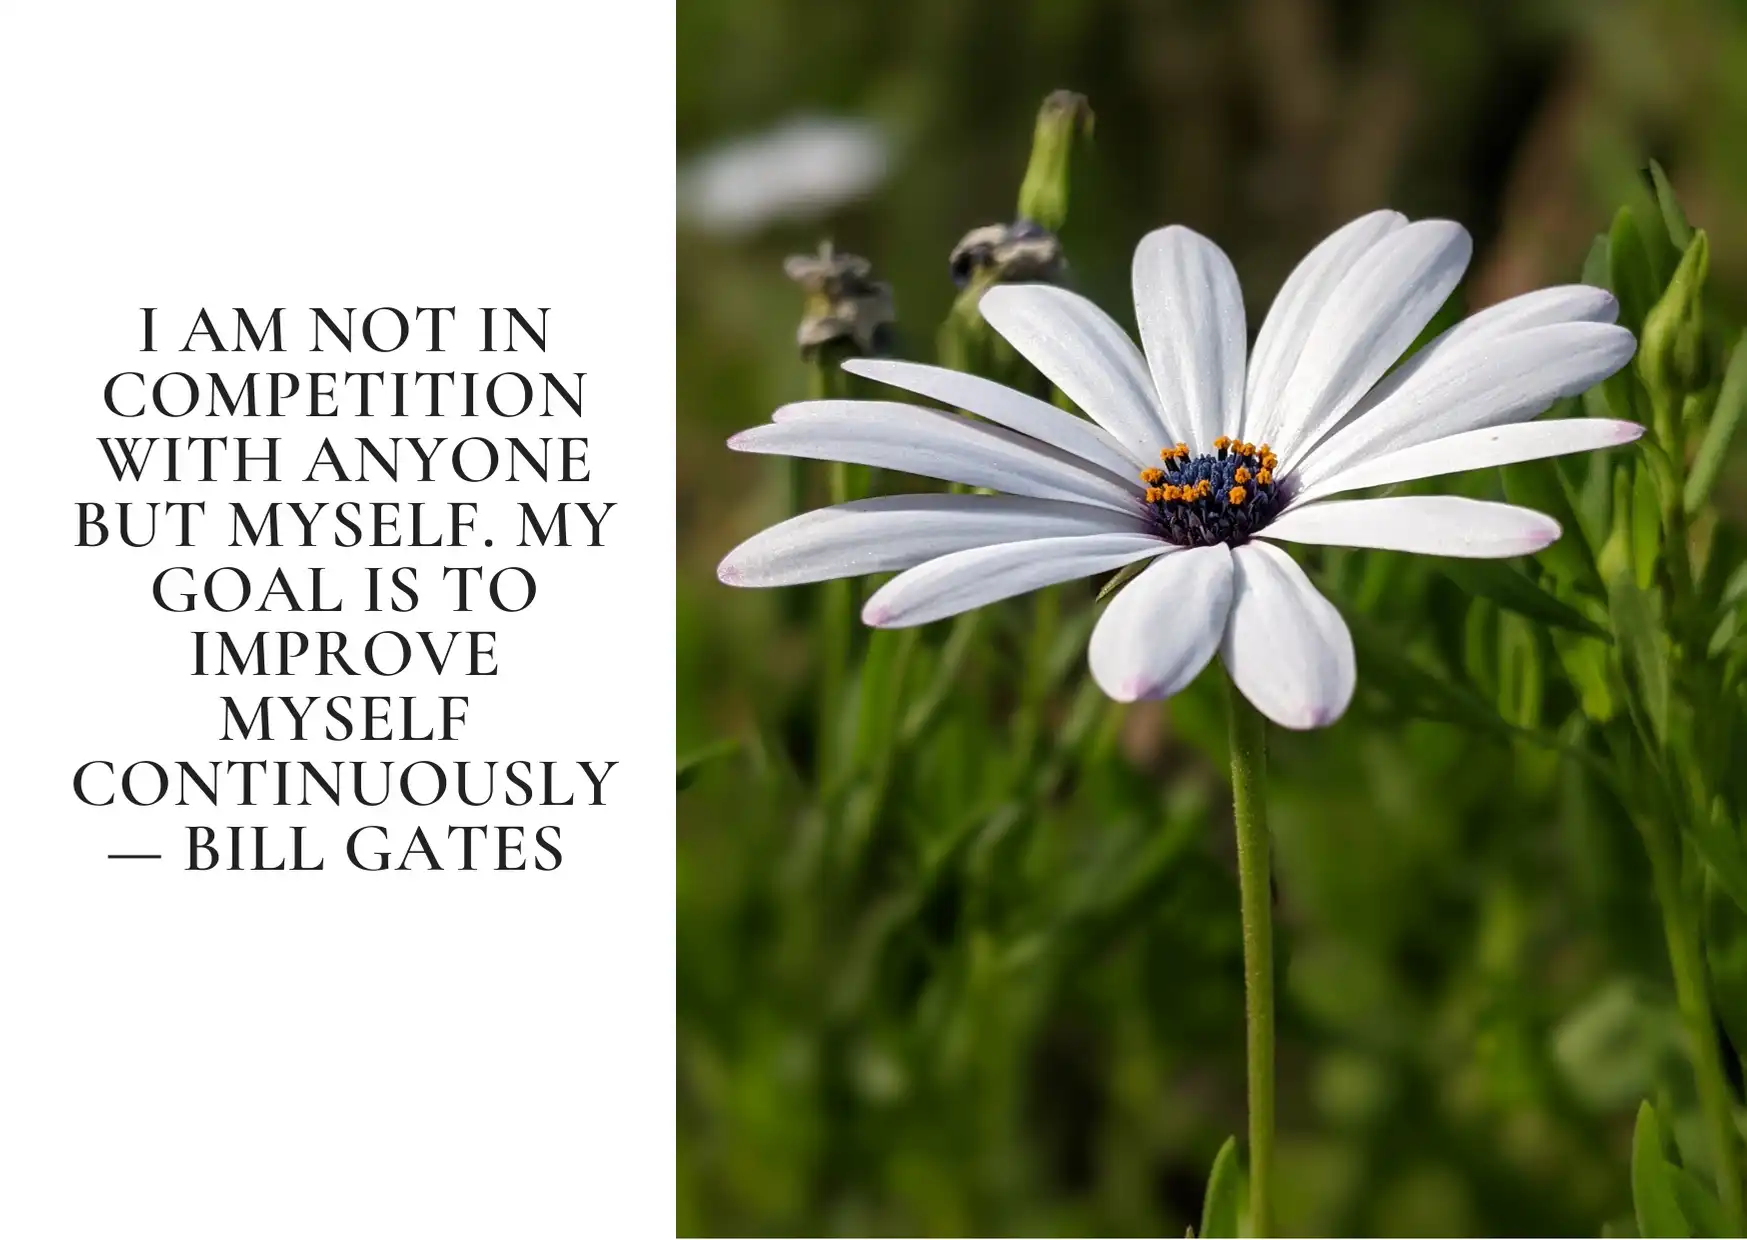 I AM NOT IN
COMPETITION
WITH ANYONE
BUT MYSELF. MY
GOAL IS TO
IMPROVE
MYSELF
CONTINUOUSLY
— BILL GATES